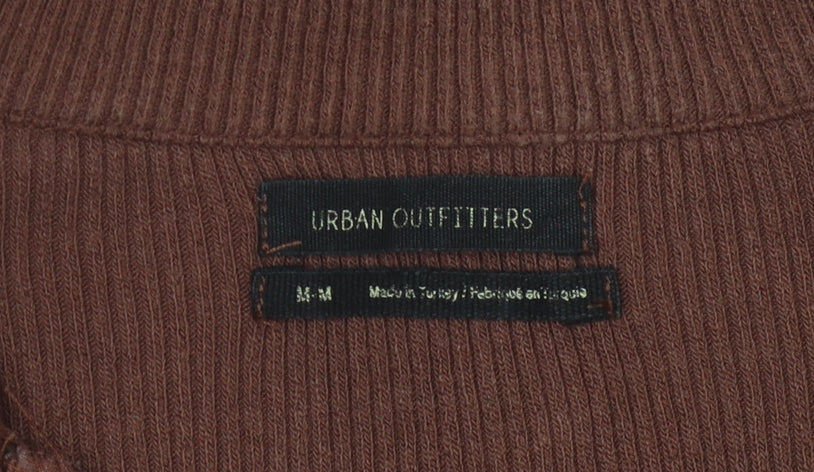 URBAN OUTFITTERS
M-M Made in Turkey / Fabriqué en Turquie